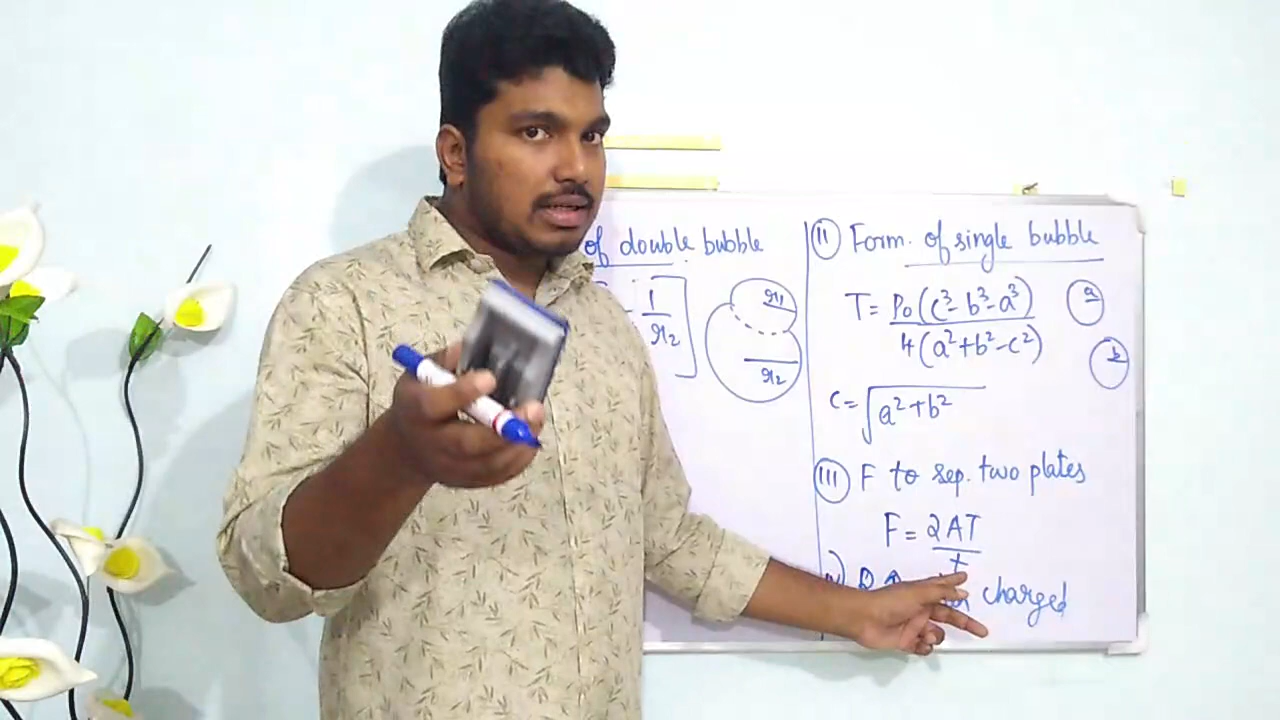 of double bubble
- 1/r₂ ]
r₁
r₂
(ii) Form. of single bubble
T = P₀(c³-b³-a³) / 4(a²+b²-c²)
a
b
c = √a²+b²
(iii) F to sep. two plates
F = 2AT / t
charged